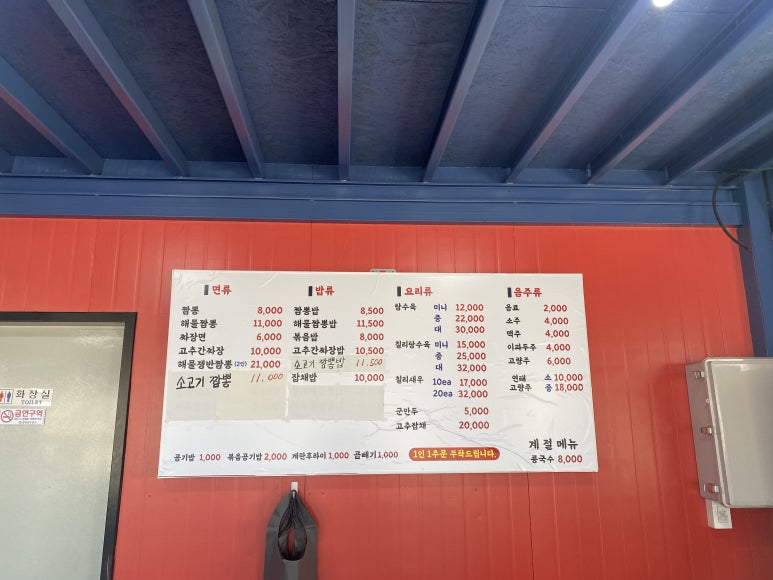 면류
짬뽕 8,000
해물짬뽕 11,000
짜장면 6,000
고추간짜장 10,000
해물쟁반짬뽕 (2인) 21,000
소고기 짬뽕 11.000
밥류
짬뽕밥 8,500
해물짬뽕밥 11,500
볶음밥 8,000
고추간짜장밥 10,500
소고기 짬뽕밥 11.500
잡채밥 10,000
요리류
탕수육 미니 12,000
중 22,000
대 30,000
칠리탕수육 미니 15,000
중 25,000
대 32,000
칠리새우 10ea 17,000
20ea 32,000
군만두 5,000
고추잡채 20,000
음주류
음료 2,000
소주 4,000
맥주 4,000
이과두주 4,000
고량주 6,000
연태 소 10,000
고량주 중 18,000
계절메뉴
콩국수 8,000
공기밥 1,000 볶음공기밥 2,000 계란후라이 1,000 곱빼기 1,000
1인 1주문 부탁드립니다.
화장실
TOILET
금연구역